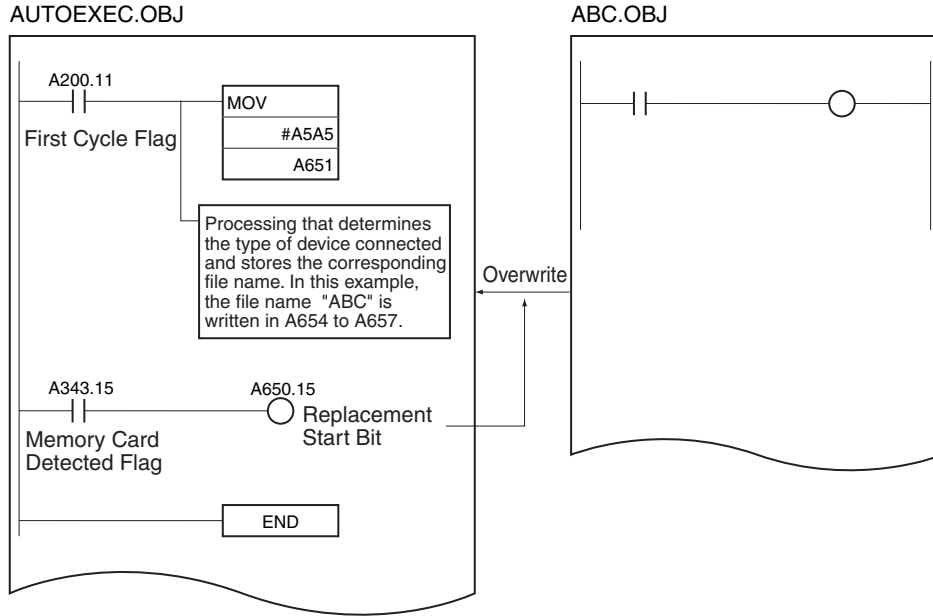 AUTOEXEC.OBJ
A200.11
First Cycle Flag
MOV
#A5A5
A651
Processing that determines
the type of device connected
and stores the corresponding
file name. In this example,
the file name "ABC" is
written in A654 to A657.
A343.15
Memory Card
Detected Flag
A650.15
Replacement
Start Bit
END
Overwrite
ABC.OBJ